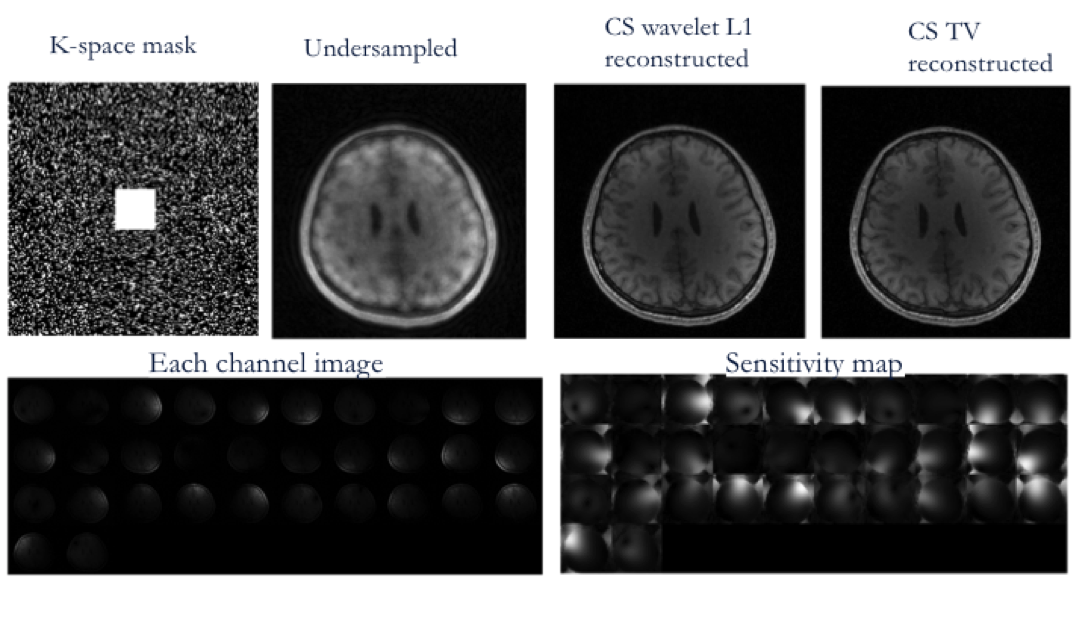 K-space mask
Undersampled
CS wavelet L1
reconstructed
CS TV
reconstructed
Each channel image
Sensitivity map